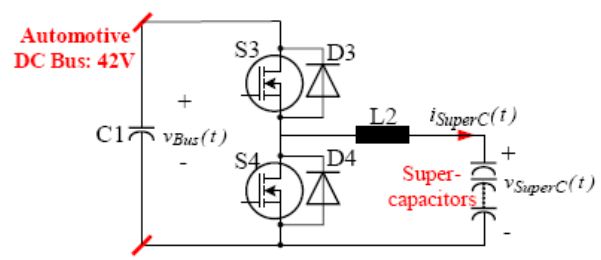 Automotive
DC Bus: 42V
S3
D3
C1
+
vBus(t)
-
L2
iSuperC(t)
S4
D4
Super-
capacitors
+
vSuperC(t)
-